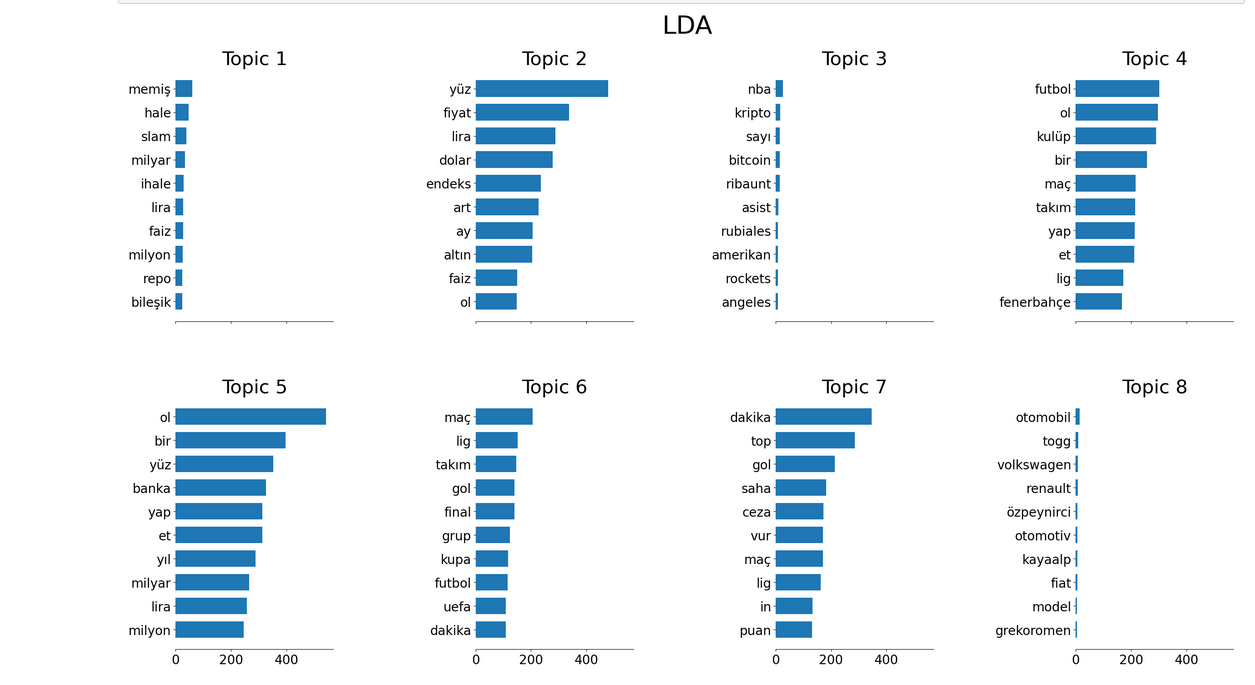 LDA
Topic 1
memiş
hale
slam
milyar
ihale
lira
faiz
milyon
repo
bileşik
Topic 2
yüz
fiyat
lira
dolar
endeks
art
ay
altın
faiz
ol
Topic 3
nba
kripto
sayı
bitcoin
ribaunt
asist
rubiales
amerikan
rockets
angeles
Topic 4
futbol
ol
kulüp
bir
maç
takım
yap
et
lig
fenerbahçe
Topic 5
ol
bir
yüz
banka
yap
et
yıl
milyar
lira
milyon
0 200 400
Topic 6
maç
lig
takım
gol
final
grup
kupa
futbol
uefa
dakika
0 200 400
Topic 7
dakika
top
gol
saha
ceza
vur
maç
lig
in
puan
0 200 400
Topic 8
otomobil
togg
volkswagen
renault
özpeynirci
otomotiv
kayaalp
fiat
model
grekoromen
0 200 400